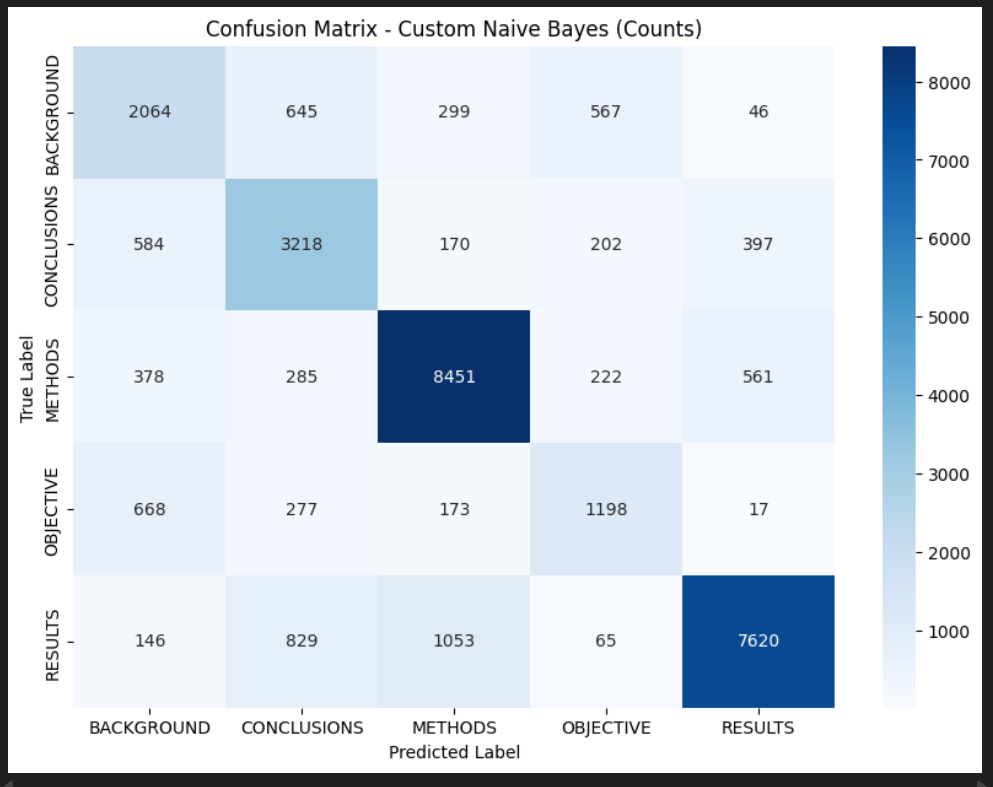 Confusion Matrix - Custom Naive Bayes (Counts)
True Label
BACKGROUND 2064 645 299 567 46
CONCLUSIONS 584 3218 170 202 397
METHODS 378 285 8451 222 561
OBJECTIVE 668 277 173 1198 17
RESULTS 146 829 1053 65 7620
BACKGROUND CONCLUSIONS METHODS OBJECTIVE RESULTS
Predicted Label
8000
7000
6000
5000
4000
3000
2000
1000